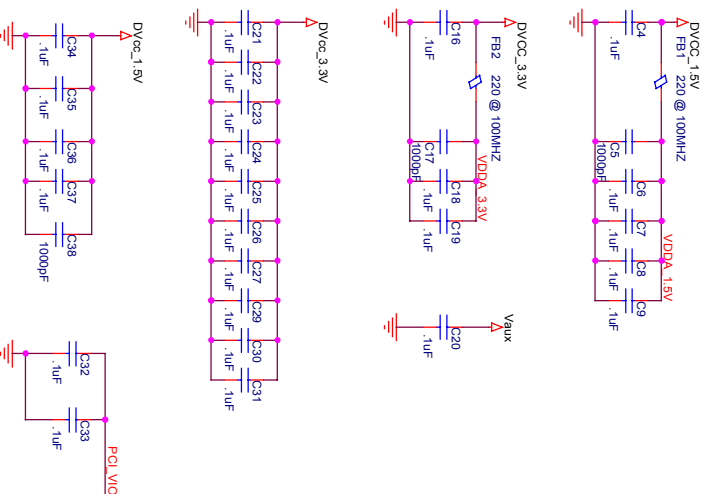 DVCC_1.5V
FB1
220 @ 100MHZ
C4
.1uF
C5
1000pF
C6
.1uF
C7
.1uF
VDDA_1.5V
C8
.1uF
C9
.1uF
DVCC_3.3V
FB2
220 @ 100MHZ
C16
.1uF
C17
1000pF
VDDA_3.3V
C18
.1uF
C19
.1uF
Vaux
C20
.1uF
DVcc_3.3V
C21
.1uF
C22
.1uF
C23
.1uF
C24
.1uF
C25
.1uF
C26
.1uF
C27
.1uF
C29
.1uF
C30
.1uF
C31
.1uF
DVcc_1.5V
C34
.1uF
C35
.1uF
C36
.1uF
C37
.1uF
C38
1000pF
C32
.1uF
C33
.1uF
PCI_VIO